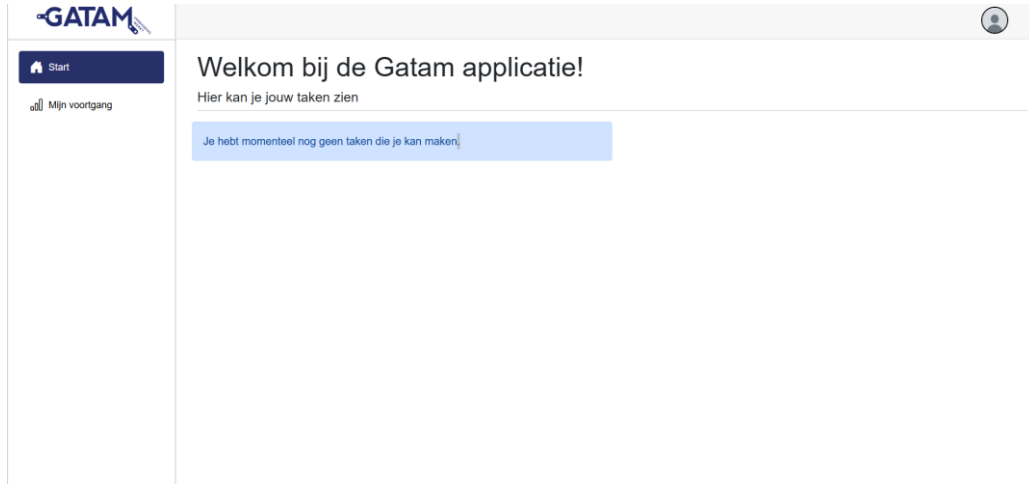 GATAM
Start
Mijn voortgang
Welkom bij de Gatam applicatie!
Hier kan je jouw taken zien
Je hebt momenteel nog geen taken die je kan maken.